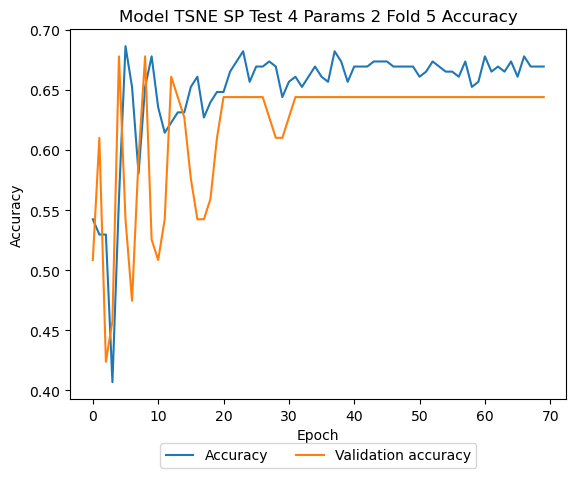 Model TSNE SP Test 4 Params 2 Fold 5 Accuracy
0.70
0.65
0.60
0.55
0.50
0.45
0.40
Accuracy
0 10 20 30 40 50 60 70
Epoch
Accuracy Validation accuracy